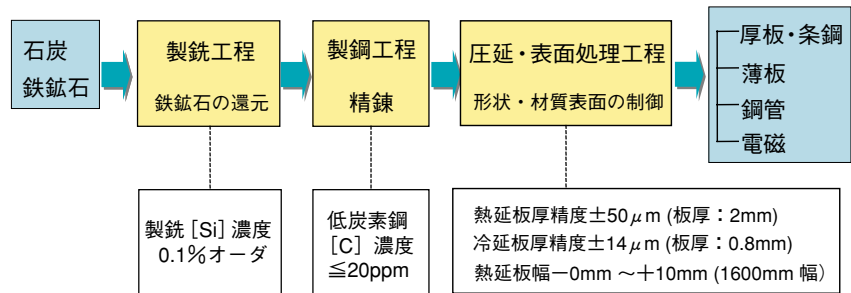 石炭
鉄鉱石
製銑工程
鉄鉱石の還元
製鋼工程
精錬
圧延・表面処理工程
形状・材質表面の制御
厚板・条鋼
薄板
鋼管
電磁
製銑［Si］濃度
0.1％オーダ
低炭素鋼
［C］濃度
≦20ppm
熱延板厚精度±50μm (板厚：2mm)
冷延板厚精度±14μm (板厚：0.8mm)
熱延板幅－0mm ～＋10mm (1600mm 幅)